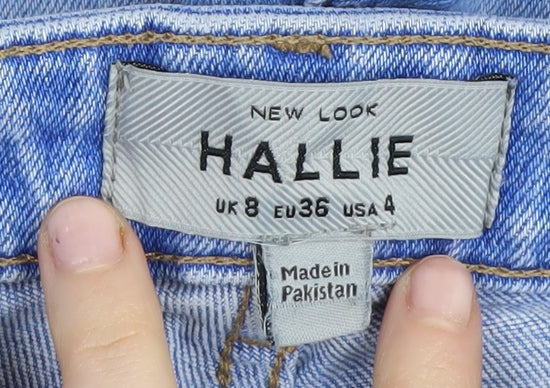 NEW LOOK
HALLIE
UK 8 EU 36 USA 4
Made in
Pakistan